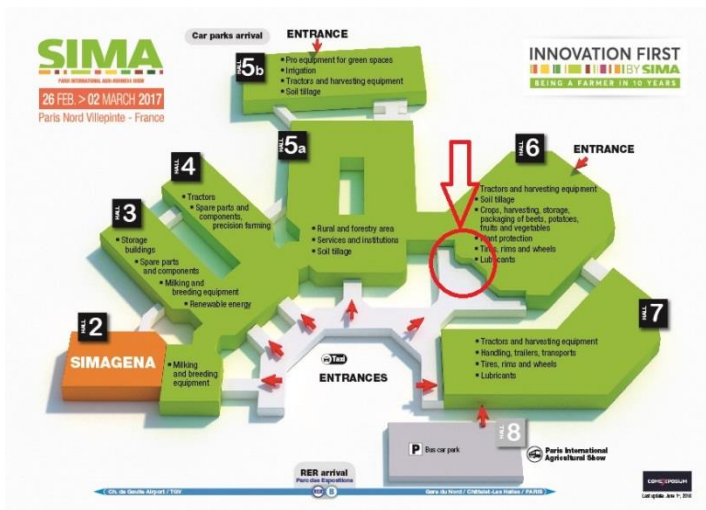 SIMA
PARIS INTERNATIONAL AGRI-BUSINESS SHOW
26 FEB. > 02 MARCH 2017
Paris Nord Villepinte - France
Car parks arrival
ENTRANCE
INNOVATION FIRST
BY SIMA
BEING A FARMER IN 10 YEARS
HALL 5b
• Pro equipment for green spaces
• Irrigation
• Tractors and harvesting equipment
• Soil tillage
HALL 5a
• Rural and forestry area
• Services and institutions
• Soil tillage
HALL 6
ENTRANCE
Tractors and harvesting equipment
• Soil tillage
• Crops, harvesting, storage,
packaging of beets, potatoes,
fruits and vegetables
Plant protection
• Tires, rims and wheels
• Lubricants
HALL 4
• Tractors
• Spare parts and
components,
precision farming
HALL 3
• Storage
buildings
• Spare parts
and components
• Milking and
breeding equipment
• Renewable energy
HALL 2
SIMAGENA
• Milking
and breeding
equipment
Taxi
ENTRANCES
HALL 7
• Tractors and harvesting equipment
• Handling, trailers, transports
• Tires, rims and wheels
• Lubricants
HALL 8
P Bus car park
Paris International
Agricultural Show
RER arrival
Parc des Expositions
RER B
Ch. de Gaulle Airport / TGV
Gare du Nord / Châtelet-Les Halles / PARIS
COMEXPOSIUM
Last update: June 1st, 2016